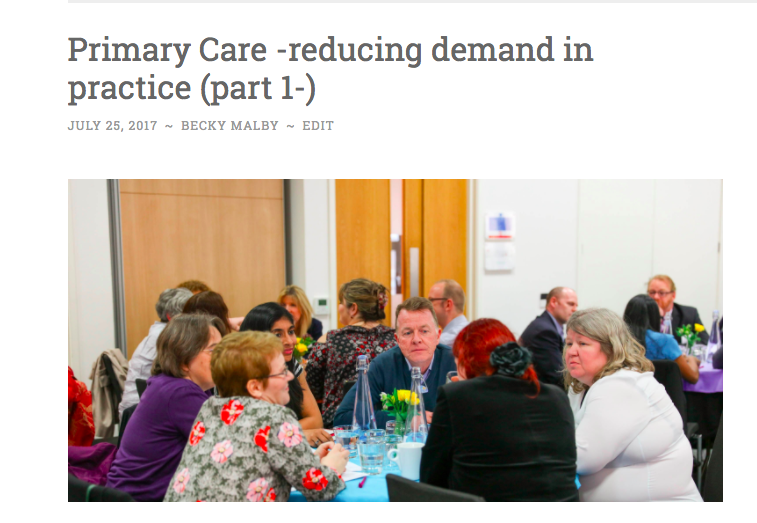 Primary Care -reducing demand in
practice (part 1-)
JULY 25, 2017 ~ BECKY MALBY ~ EDIT